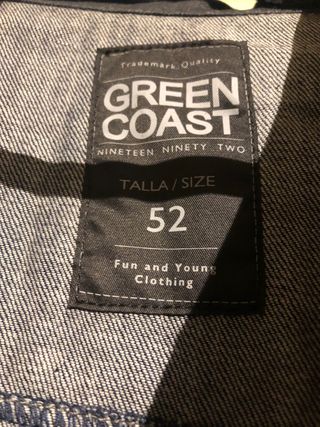 Trademark. Quality
GREEN
COAST
NINETEEN NINETY TWO
TALLA / SIZE
52
Fun and Young
Clothing